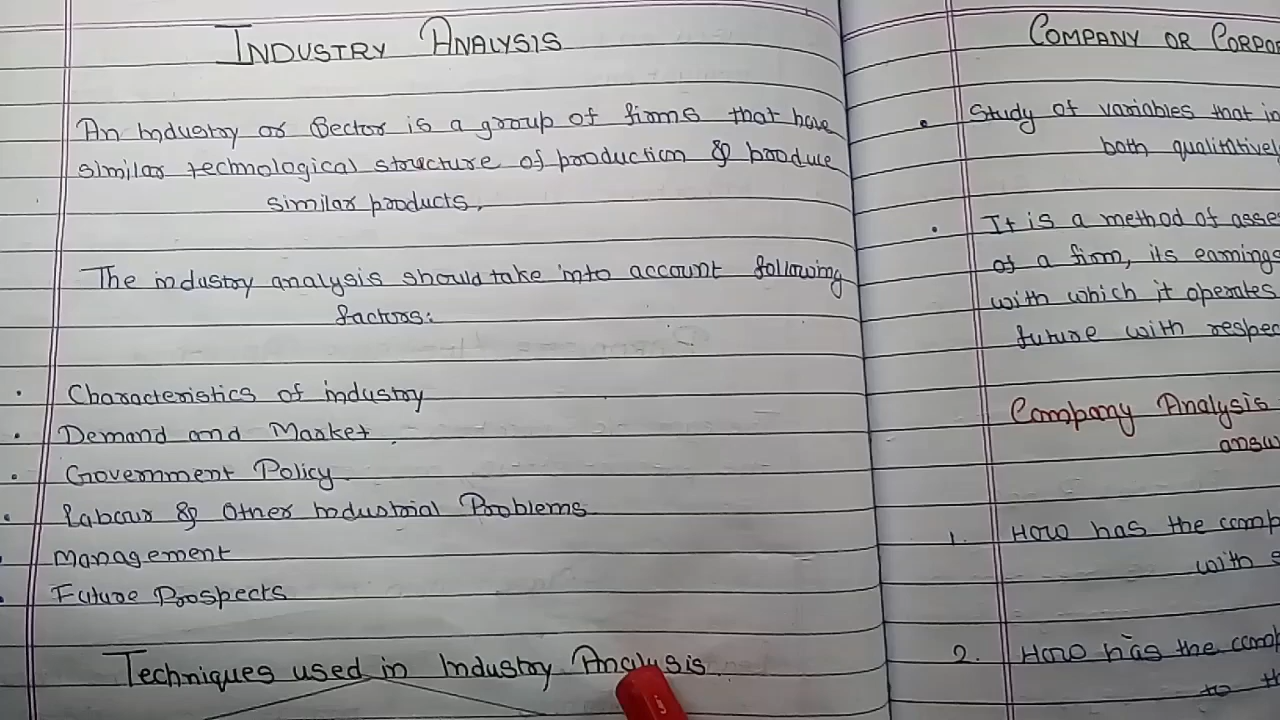 INDUSTRY ANALYSIS
An Industry or Sector is a group of firms that have
similar technological structure of production & produce
similar products.
The industry analysis should take into account following
factors:
• Characteristics of industry
• Demand and Market.
• Government Policy
• Labour & Other Industrial Problems
• Management
• Future Prospects
Techniques used in Industry Analysis
COMPANY OR
• Study of variables that
both
• It is a method of
of a firm, its earnings
with which it operates
future with
Company Analysis
1. How has the
with
2. How has the
to